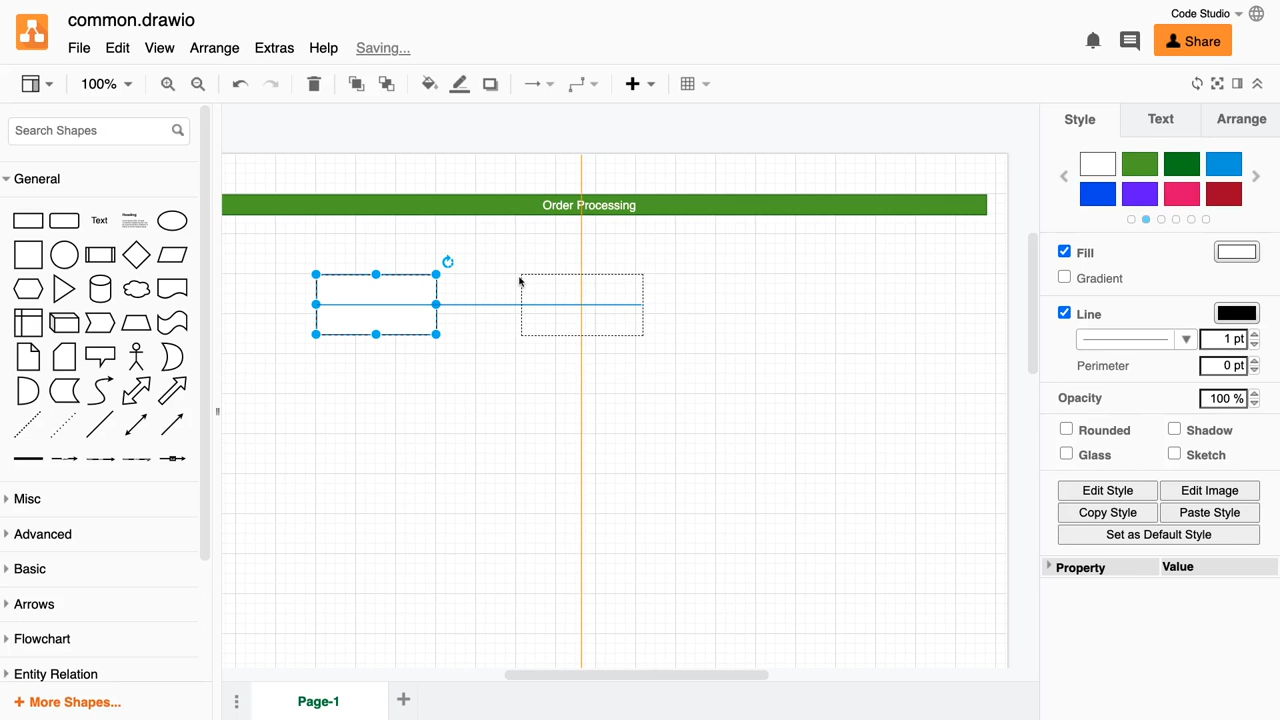 common.drawio
Code Studio
File Edit View Arrange Extras Help Saving...
Share
100%
Search Shapes
General
Text
Heading
Misc
Advanced
Basic
Arrows
Flowchart
Entity Relation
+ More Shapes...
Order Processing
Page-1
Style Text Arrange
Fill
Gradient
Line
1 pt
Perimeter 0 pt
Opacity 100 %
Rounded Shadow
Glass Sketch
Edit Style Edit Image
Copy Style Paste Style
Set as Default Style
Property Value